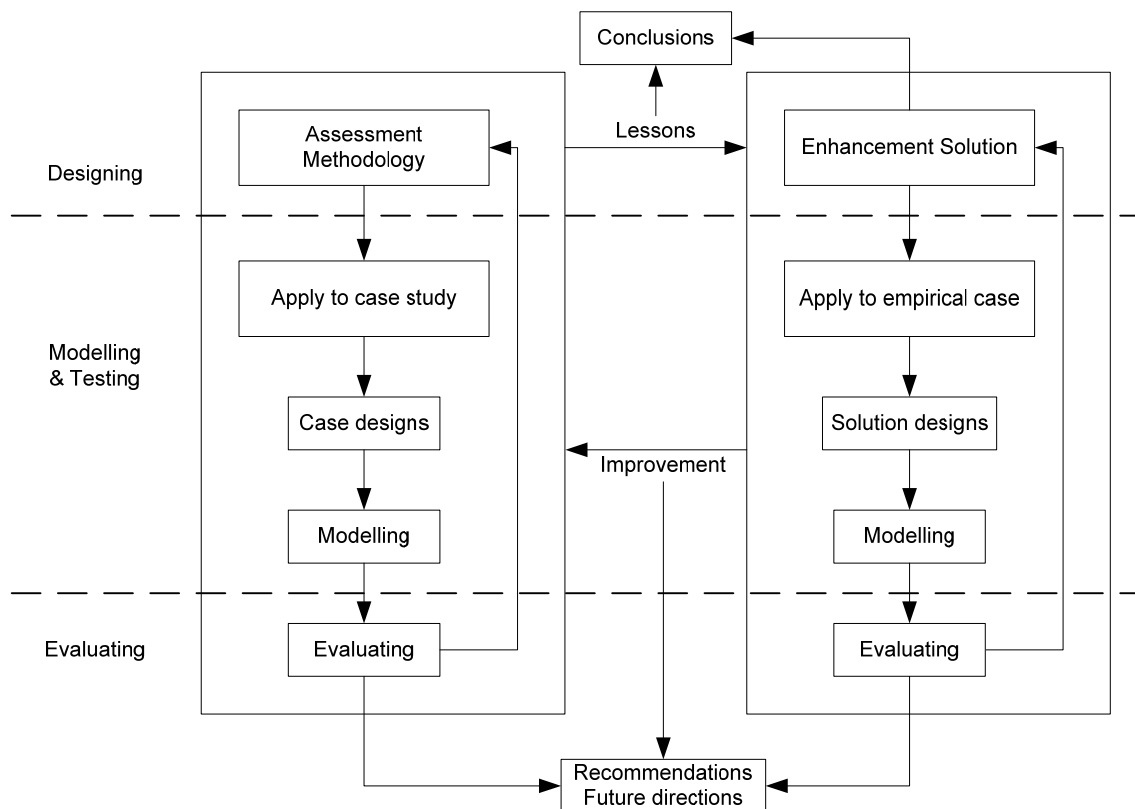 Conclusions
Assessment
Methodology
Lessons
Enhancement Solution
Designing
Apply to case study
Apply to empirical case
Modelling
& Testing
Case designs
Solution designs
Improvement
Modelling
Modelling
Evaluating
Evaluating
Evaluating
Recommendations
Future directions